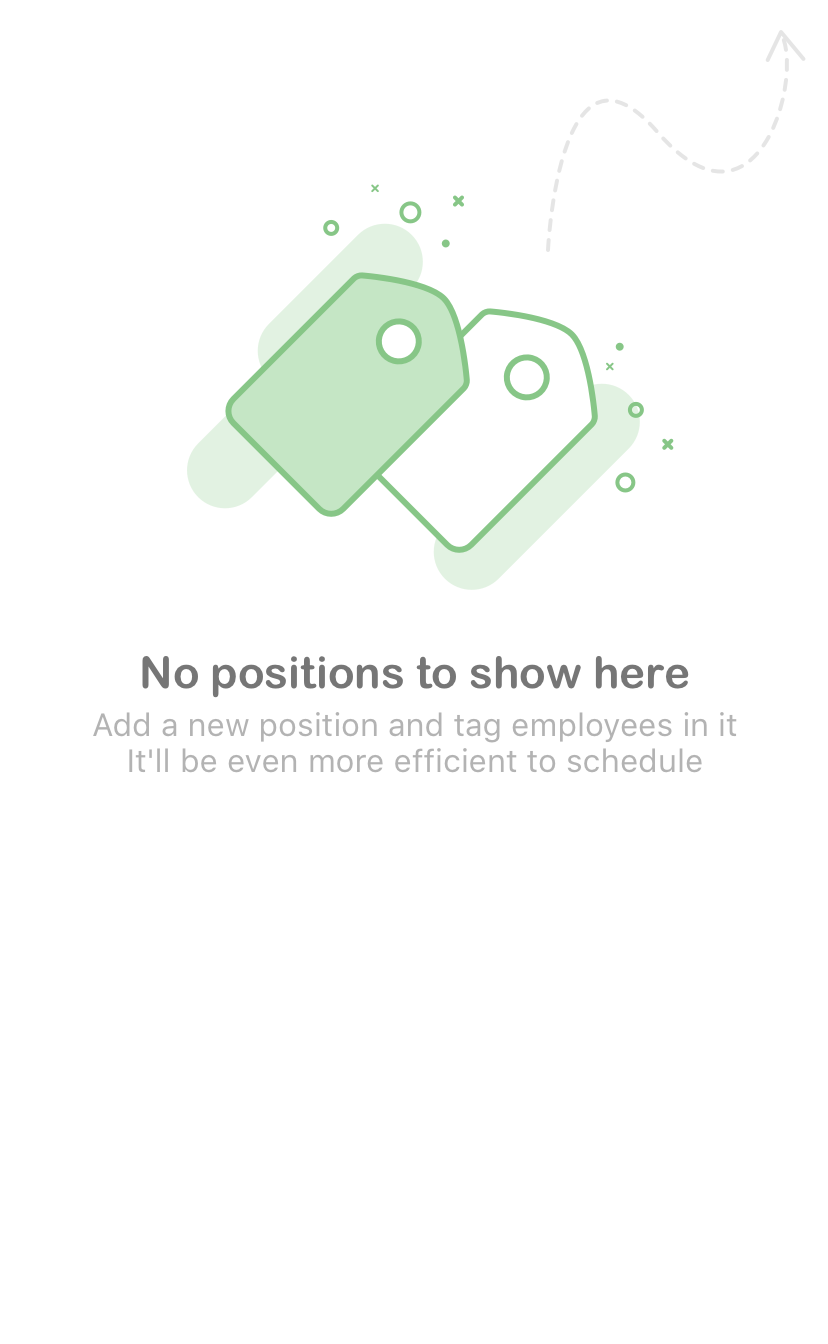 No positions to show here
Add a new position and tag employees in it
It'll be even more efficient to schedule